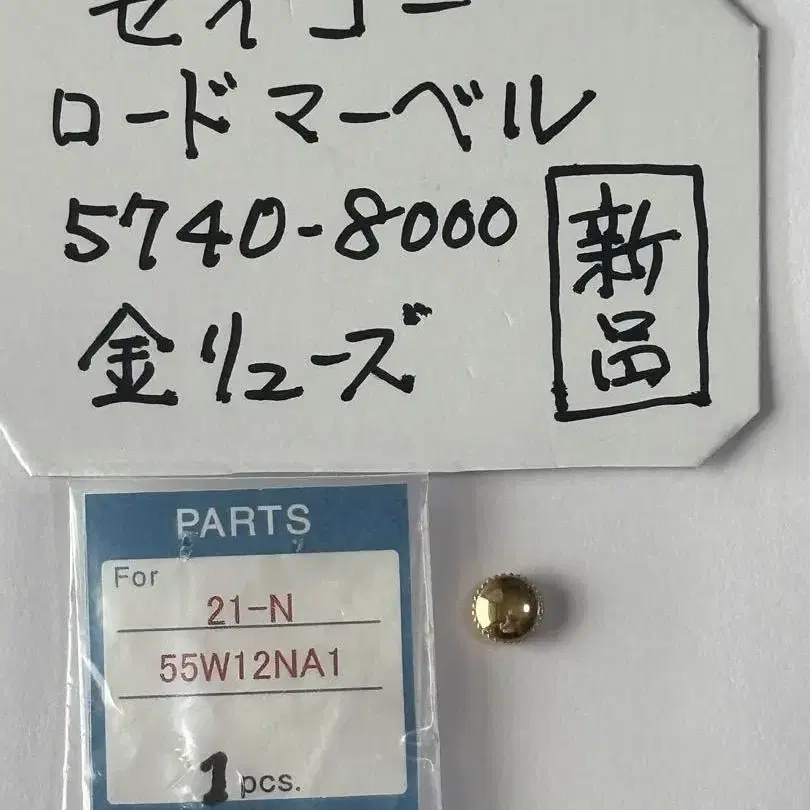 セイコー
ロードマーベル
5740-8000
金リューズ
新品
PARTS
For
21-N
55W12NA1
1 pcs.